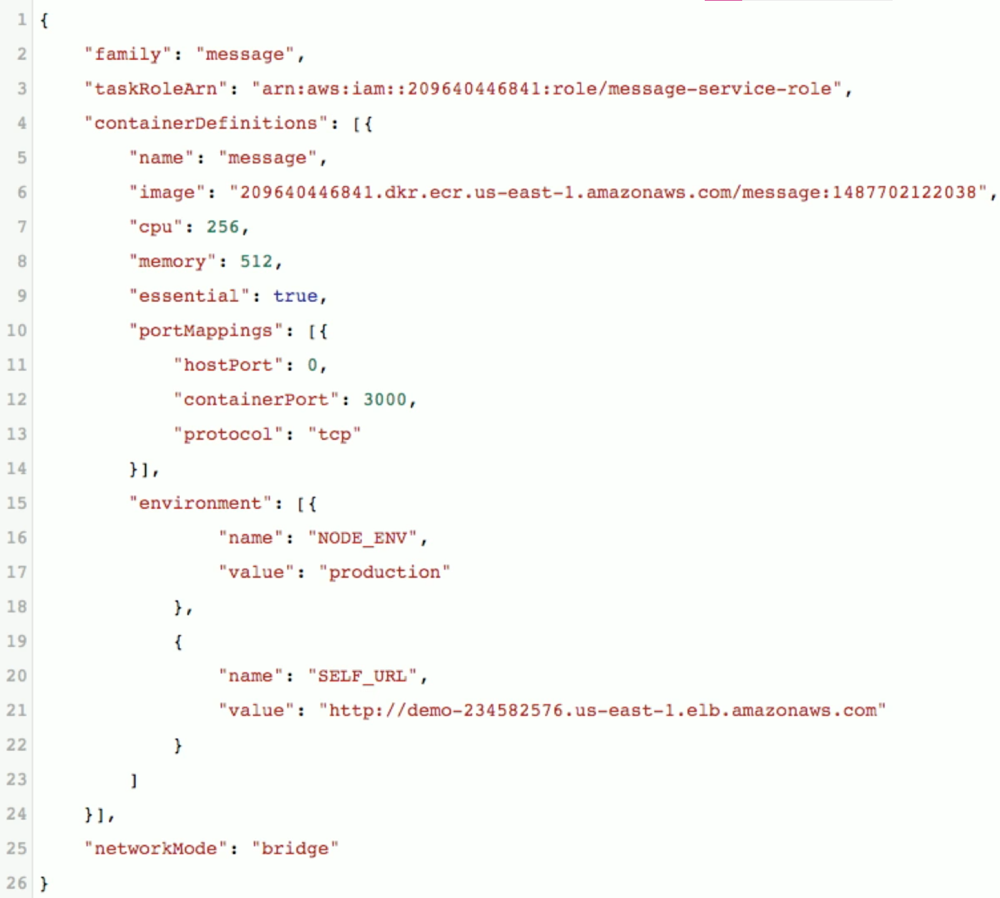 1 {
2 "family": "message",
3 "taskRoleArn": "arn:aws:iam::209640446841:role/message-service-role",
4 "containerDefinitions": [{
5 "name": "message",
6 "image": "209640446841.dkr.ecr.us-east-1.amazonaws.com/message:1487702122038",
7 "cpu": 256,
8 "memory": 512,
9 "essential": true,
10 "portMappings": [{
11 "hostPort": 0,
12 "containerPort": 3000,
13 "protocol": "tcp"
14 }],
15 "environment": [{
16 "name": "NODE_ENV",
17 "value": "production"
18 },
19 {
20 "name": "SELF_URL",
21 "value": "http://demo-234582576.us-east-1.elb.amazonaws.com"
22 }
23 ]
24 }],
25 "networkMode": "bridge"
26 }